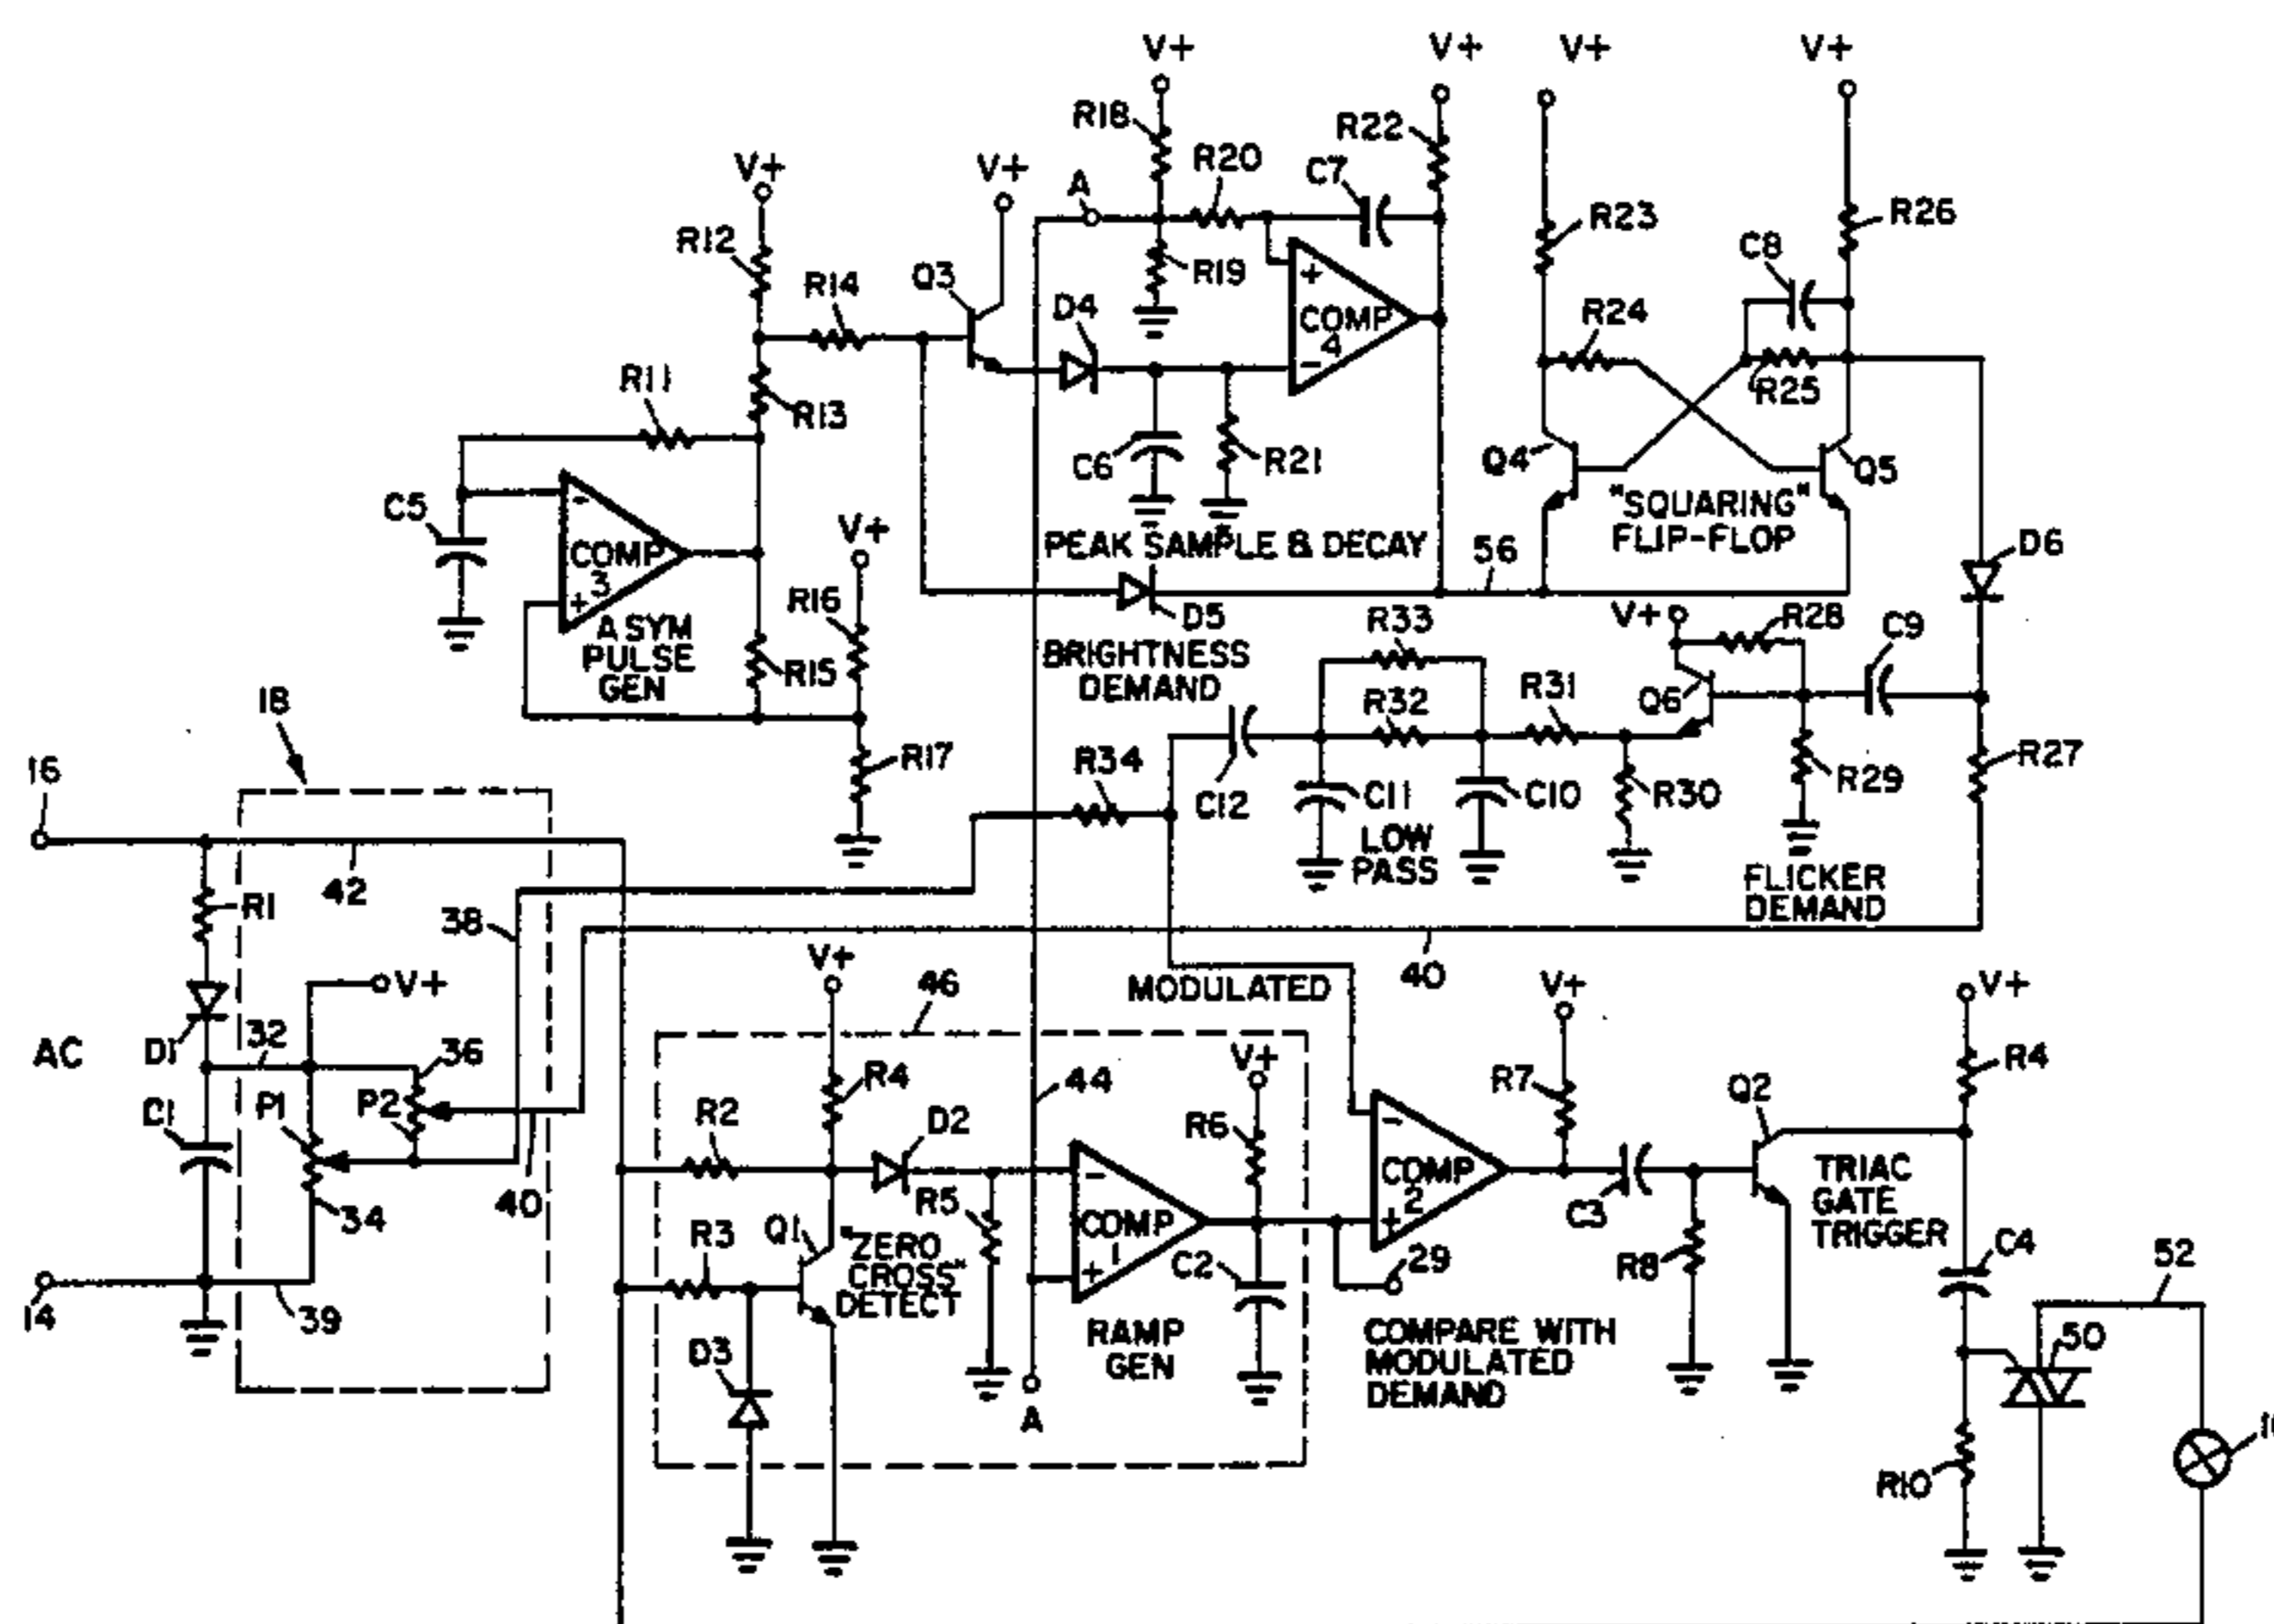 V+ V+ V+ V+
R18 R20 R22
C7
A
V+ V+
R12 R23 R26
C8
Q3 R14 R19
D4 R24
COMP
4
+
-
R25
R11 R13
C6 R21 Q4 Q5
C5
"SQUARING"
FLIP-FLOP
V+
PEAK SAMPLE & DECAY
56
D6
COMP
3
-
+
R16
A SYM
PULSE
GEN
R15
D5
R33
V+
R28
C9
BRIGHTNESS
DEMAND
Q6
R32 R31
18
R17
R34
C12
C11
C10
R30
R29
R27
16
LOW
PASS
42
R1
38
FLICKER
DEMAND
V+
V+
46
MODULATED
40
V+
V+
AC
D1
32
36
C1
P1
P2
R4
44
V+
R7
Q2
R4
R2
D2
R6
-
COMP
2
+
34
40
R5
-
COMP
1
+
C3
TRIAC
GATE
TRIGGER
R3
Q1
"ZERO
CROSS"
DETECT
C2
29
R8
C4
52
14
39
D3
RAMP
GEN
COMPARE WITH
MODULATED
DEMAND
50
A
R10